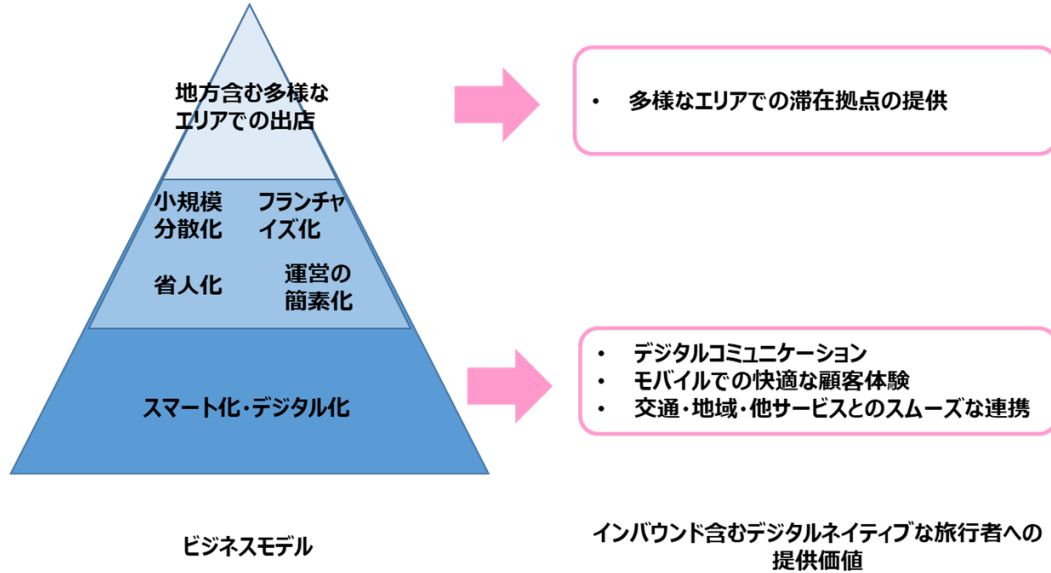 地方含む多様な
エリアでの出店
小規模
分散化
フランチャ
イズ化
省人化
運営の
簡素化
スマート化・デジタル化
ビジネスモデル
・ 多様なエリアでの滞在拠点の提供
・ デジタルコミュニケーション
・ モバイルでの快適な顧客体験
・ 交通・地域・他サービスとのスムーズな連携
インバウンド含むデジタルネイティブな旅行者への
提供価値